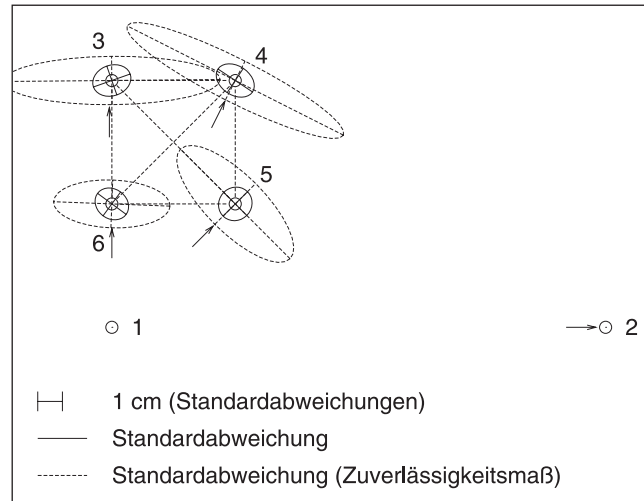 3 4
5
6
1 2
1 cm (Standardabweichungen)
Standardabweichung
Standardabweichung (Zuverlässigkeitsmaß)